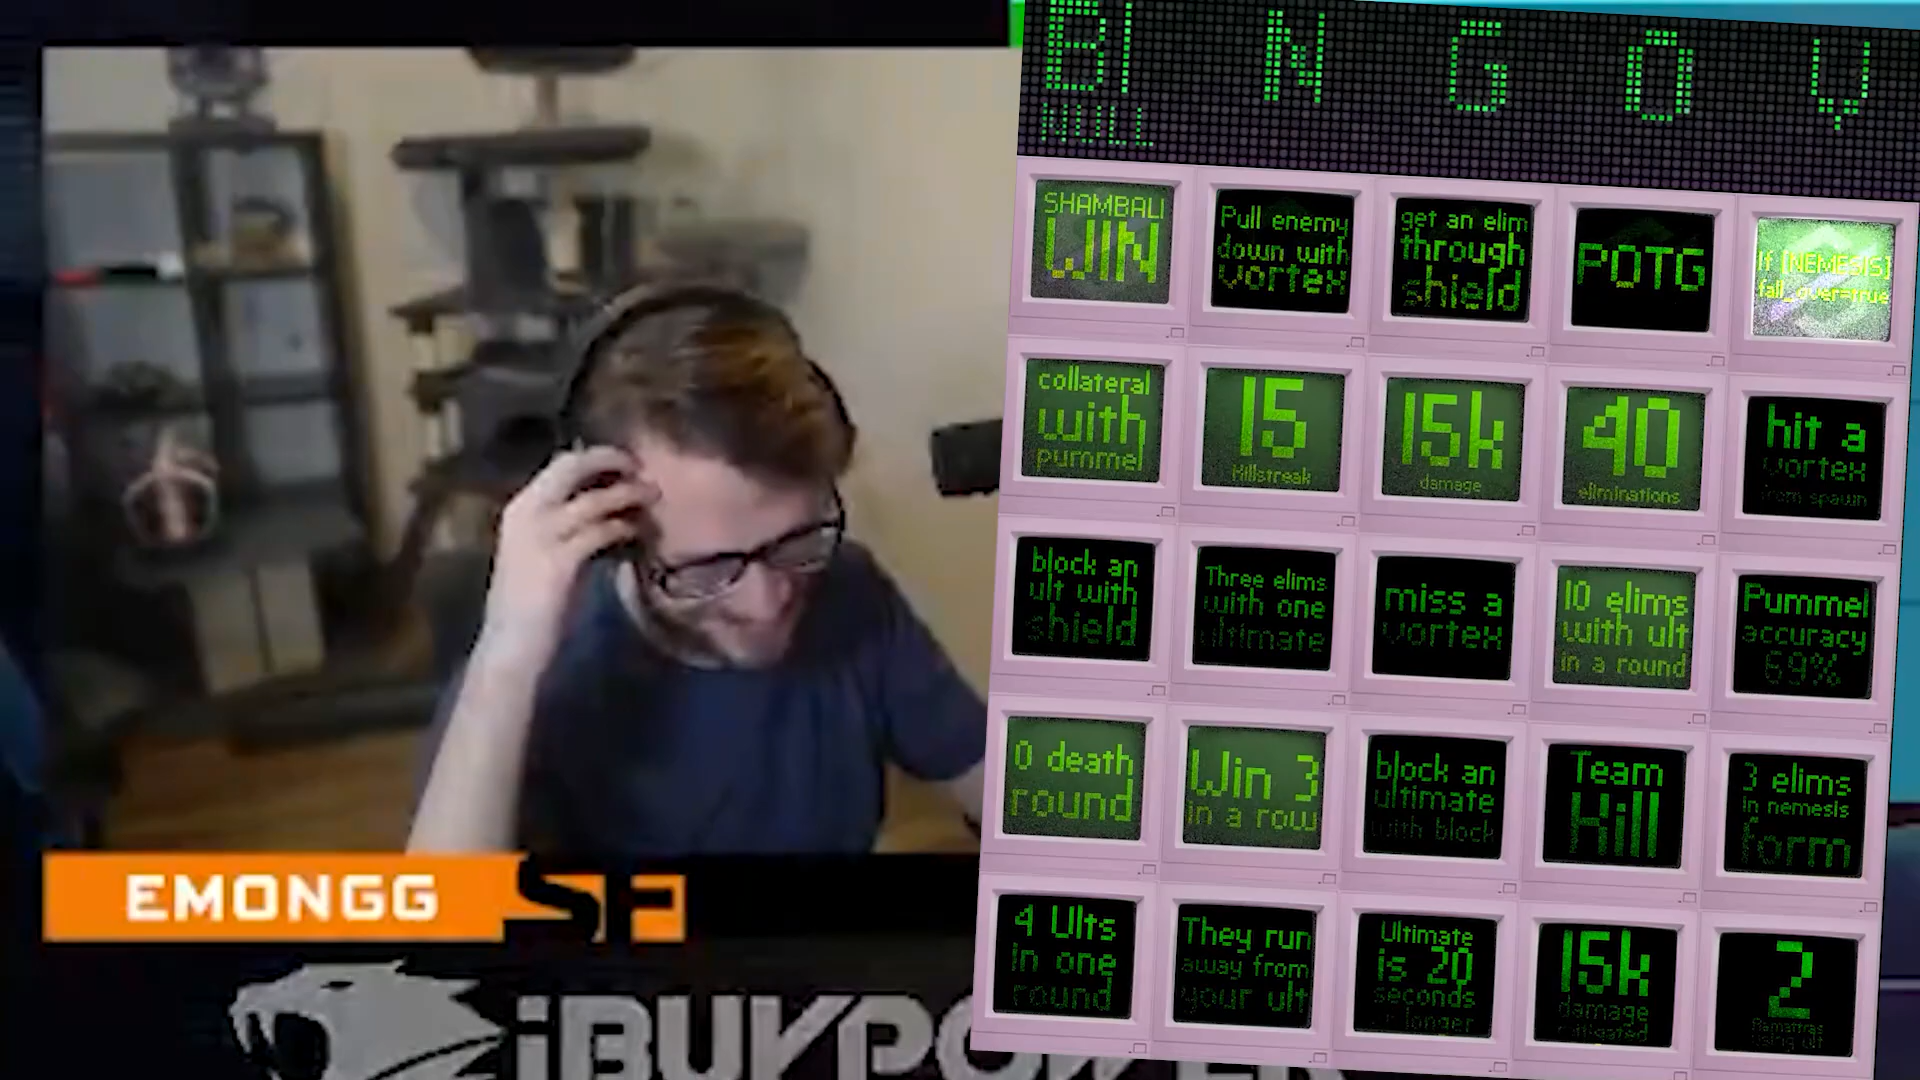 BI N G O V
NULL
SHAMBALI
WIN
Pull enemy
down with
vortex
get an elim
through
shield
POTG
If [NEMESIS]
fall_over=true
collateral
with
pummel
15
Killstreak
15k
damage
40
eliminations
hit a
vortex
from spawn
block an
ult with
shield
Three elims
with one
ultimate
miss a
vortex
10 elims
with ult
in a round
Pummel
accuracy
69%
0 death
round
Win 3
in a row
block an
ultimate
with block
Team
Kill
3 elims
in nemesis
form
4 Ults
in one
round
They run
away from
your ult
Ultimate
is 20
seconds
or longer
15k
damage
mitigated
2
Ramattras
using ult
EMONGG SF
iBUYPOWER